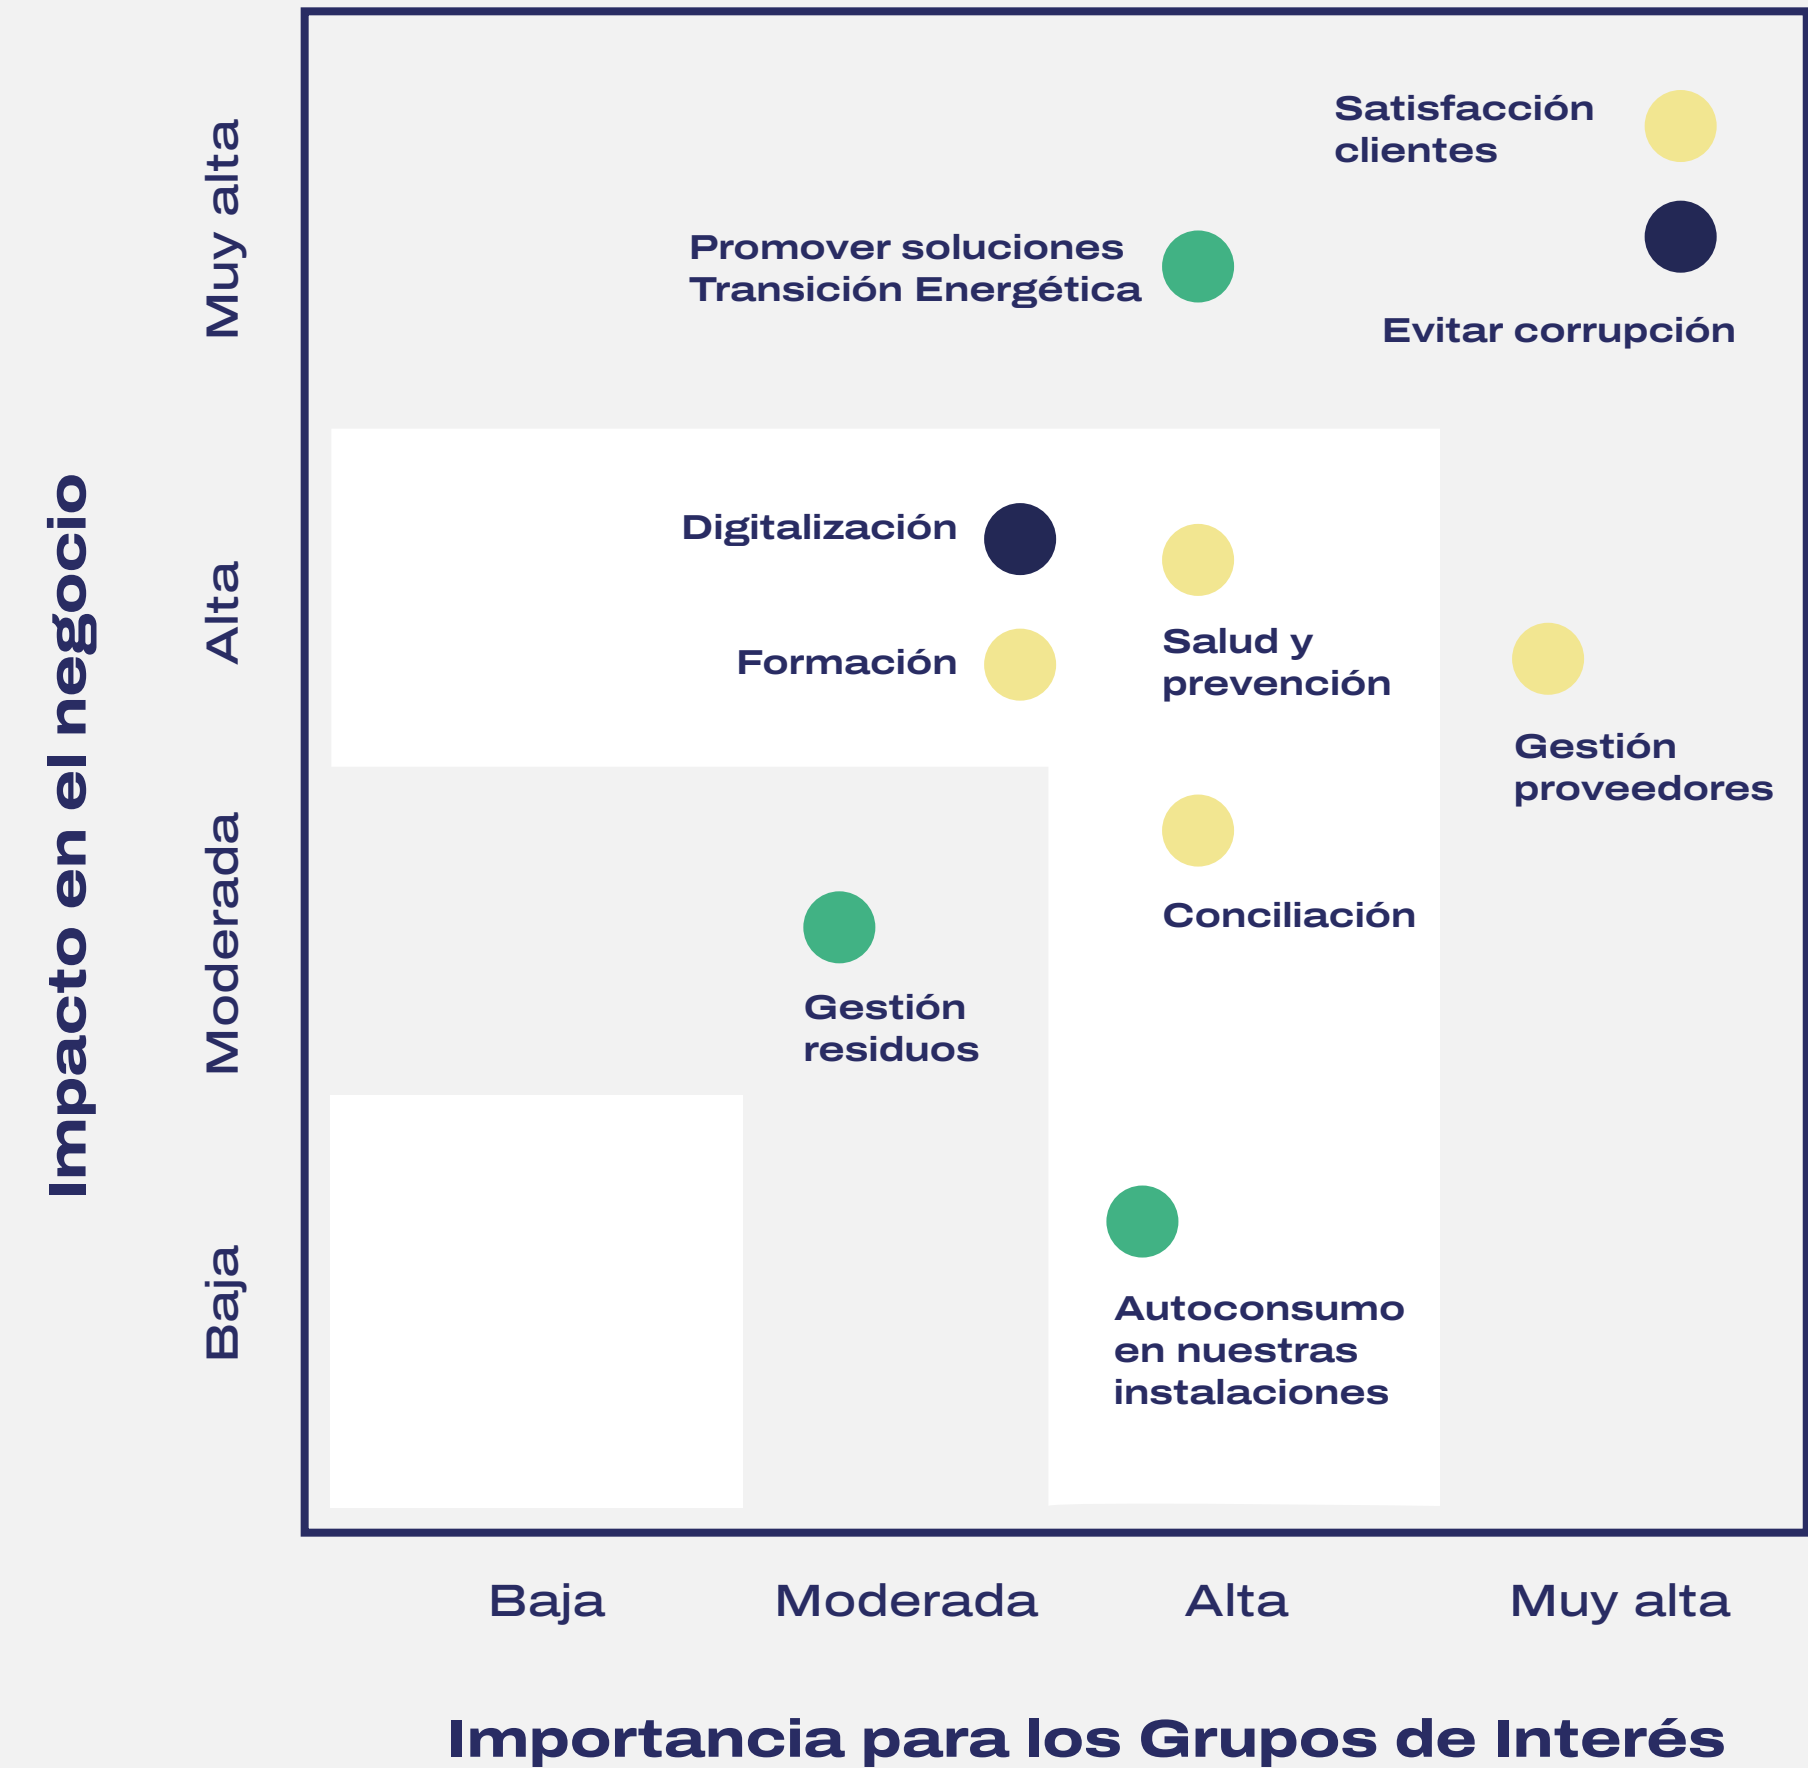 Impacto en el negocio
Muy alta
Alta
Moderada
Baja
Satisfacción
clientes
Promover soluciones
Transición Energética
Evitar corrupción
Digitalización
Formación
Salud y
prevención
Gestión
proveedores
Conciliación
Gestión
residuos
Autoconsumo
en nuestras
instalaciones
Baja
Moderada
Alta
Muy alta
Importancia para los Grupos de Interés